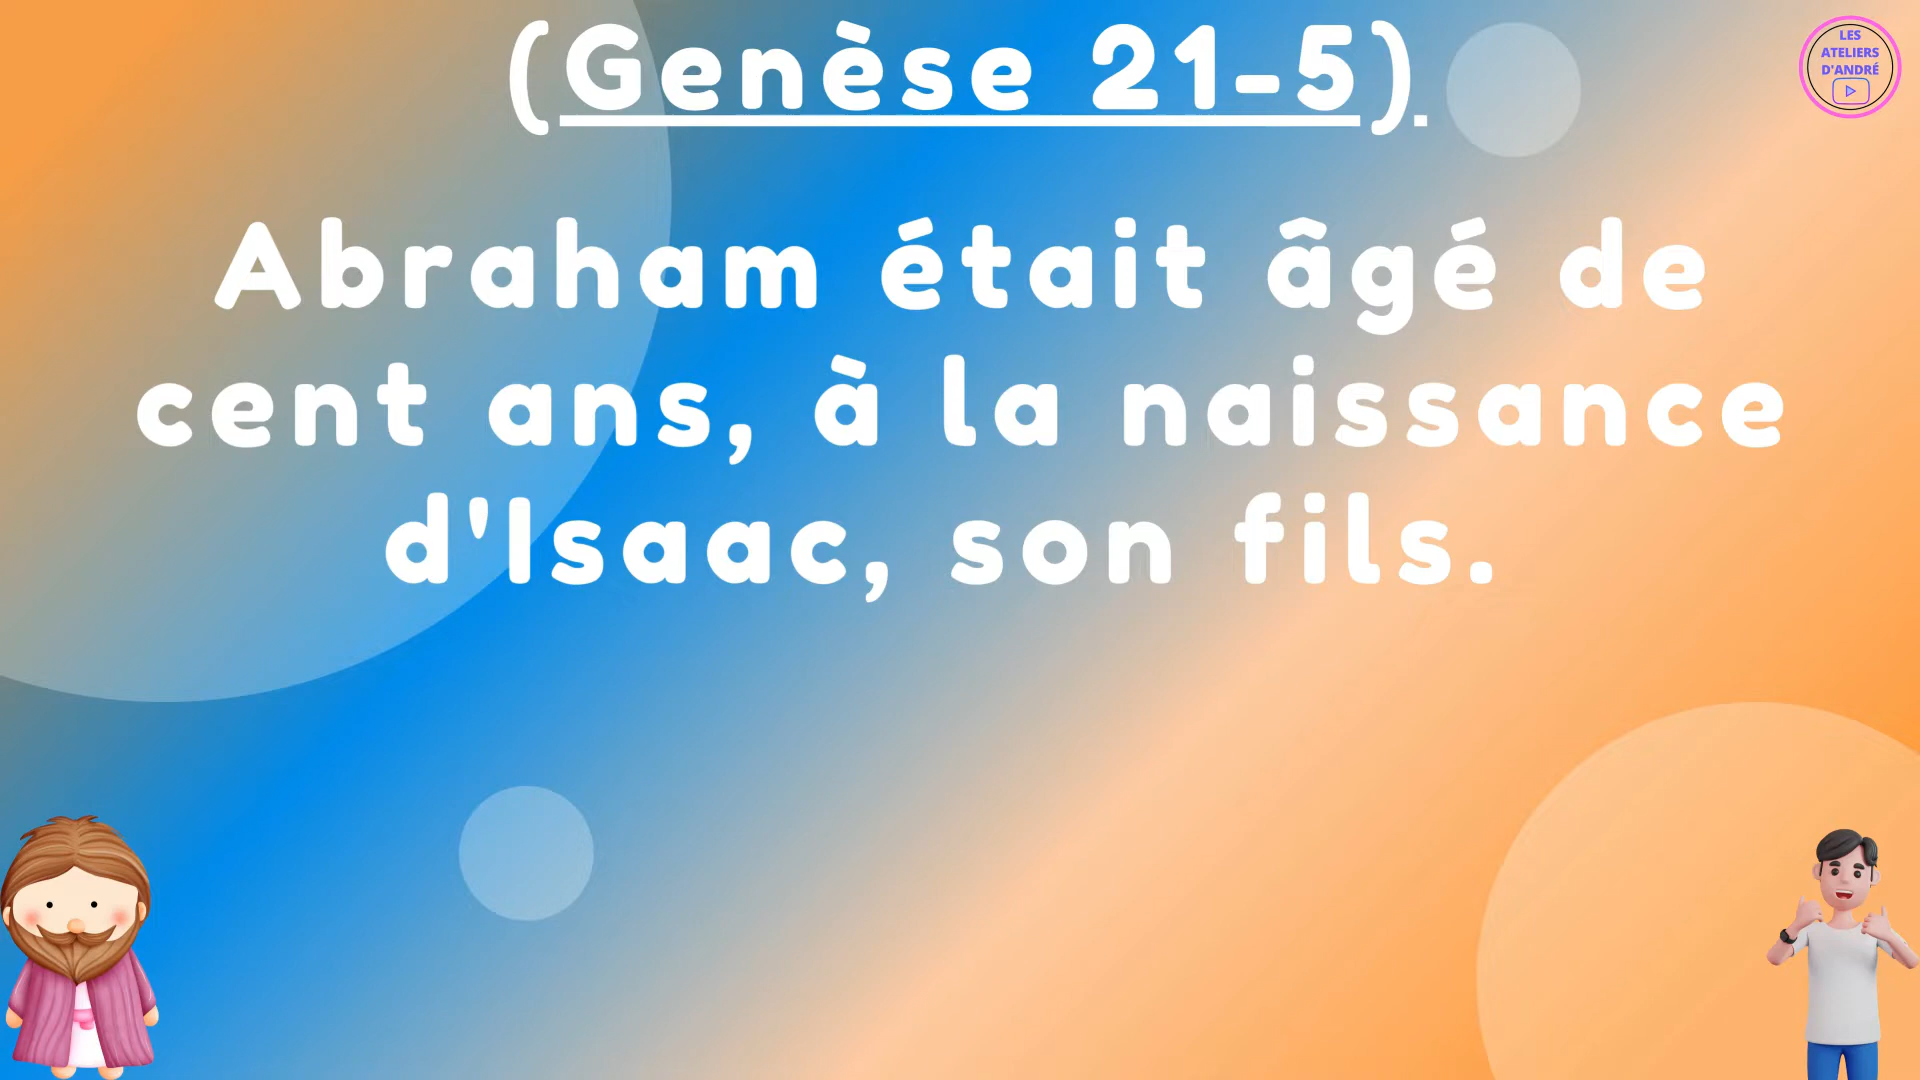 (Genèse 21-5).
LES
ATELIERS
D'ANDRÉ
Abraham était âgé de
cent ans, à la naissance
d'Isaac, son fils.